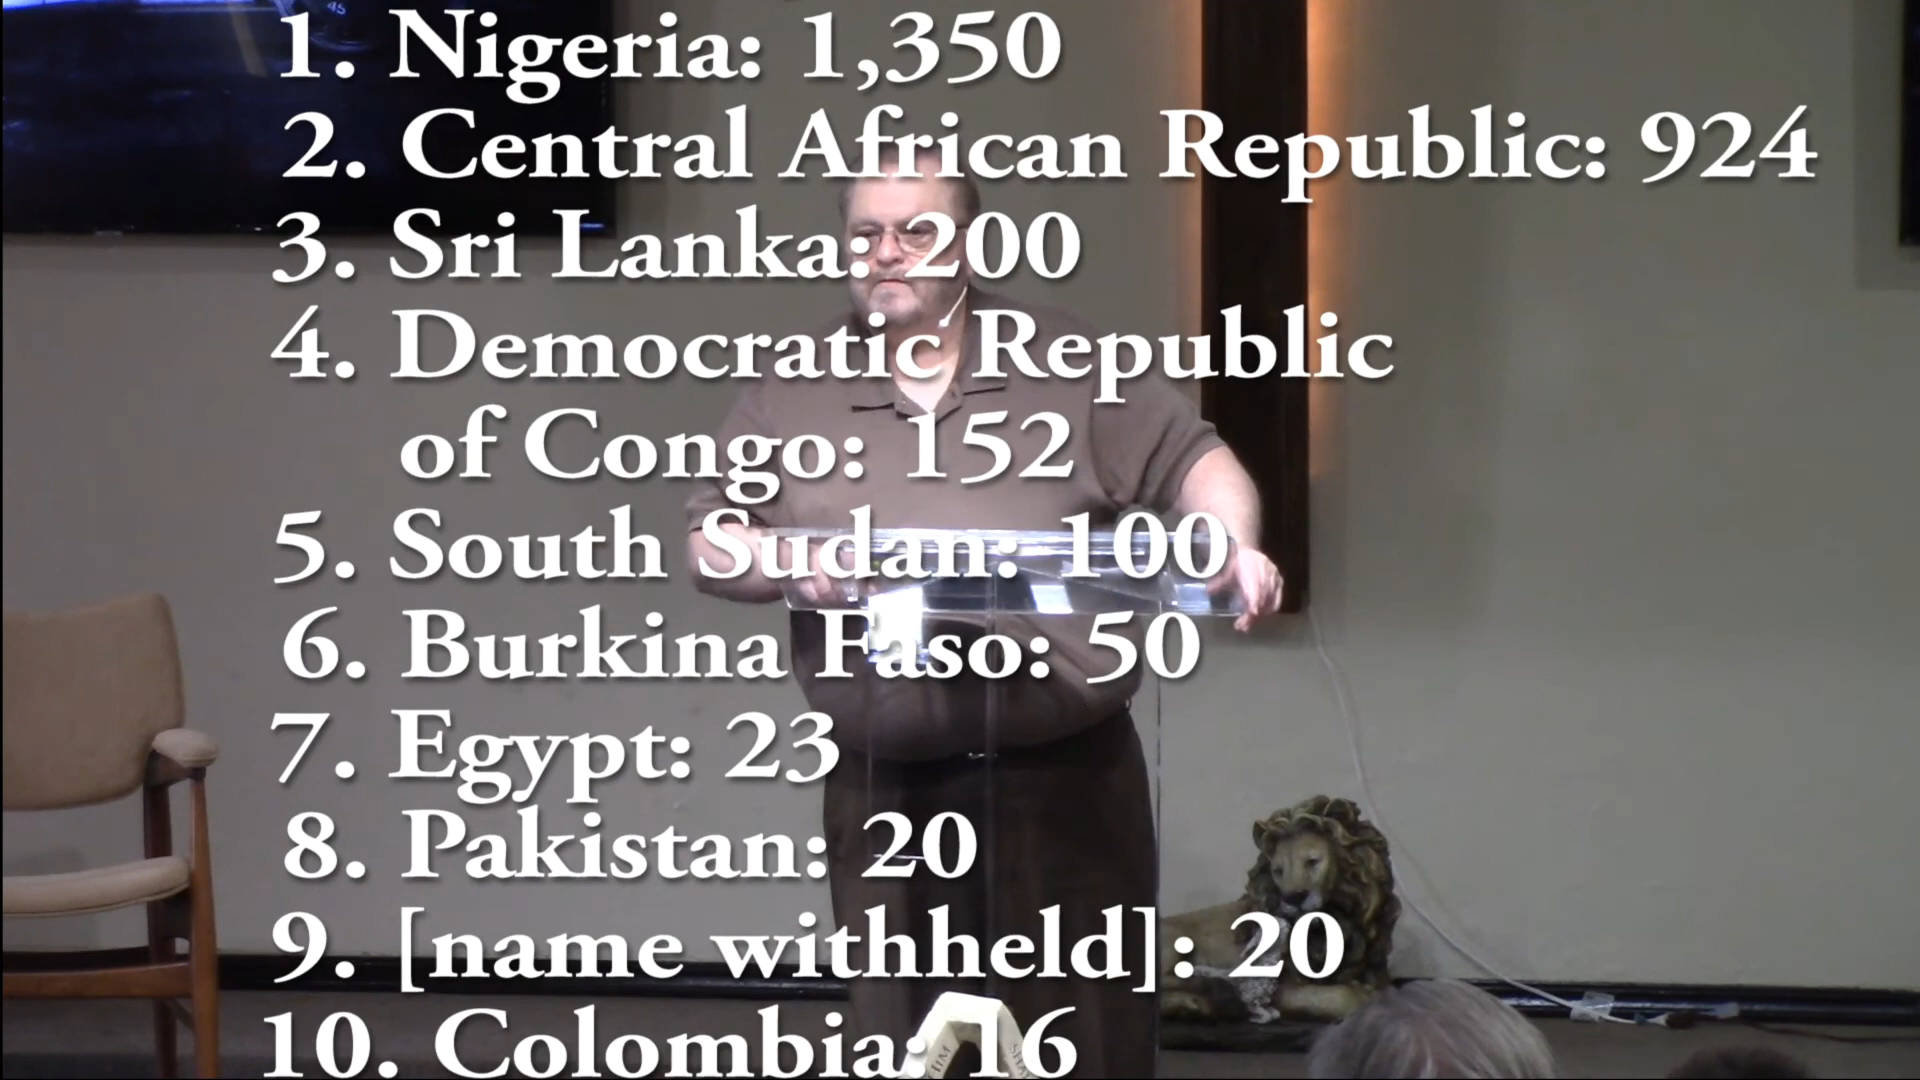 1. Nigeria: 1,350
2. Central African Republic: 924
3. Sri Lanka: 200
4. Democratic Republic
of Congo: 152
5. South Sudan: 100
6. Burkina Faso: 50
7. Egypt: 23
8. Pakistan: 20
9. [name withheld]: 20
10. Colombia: 16
HIM